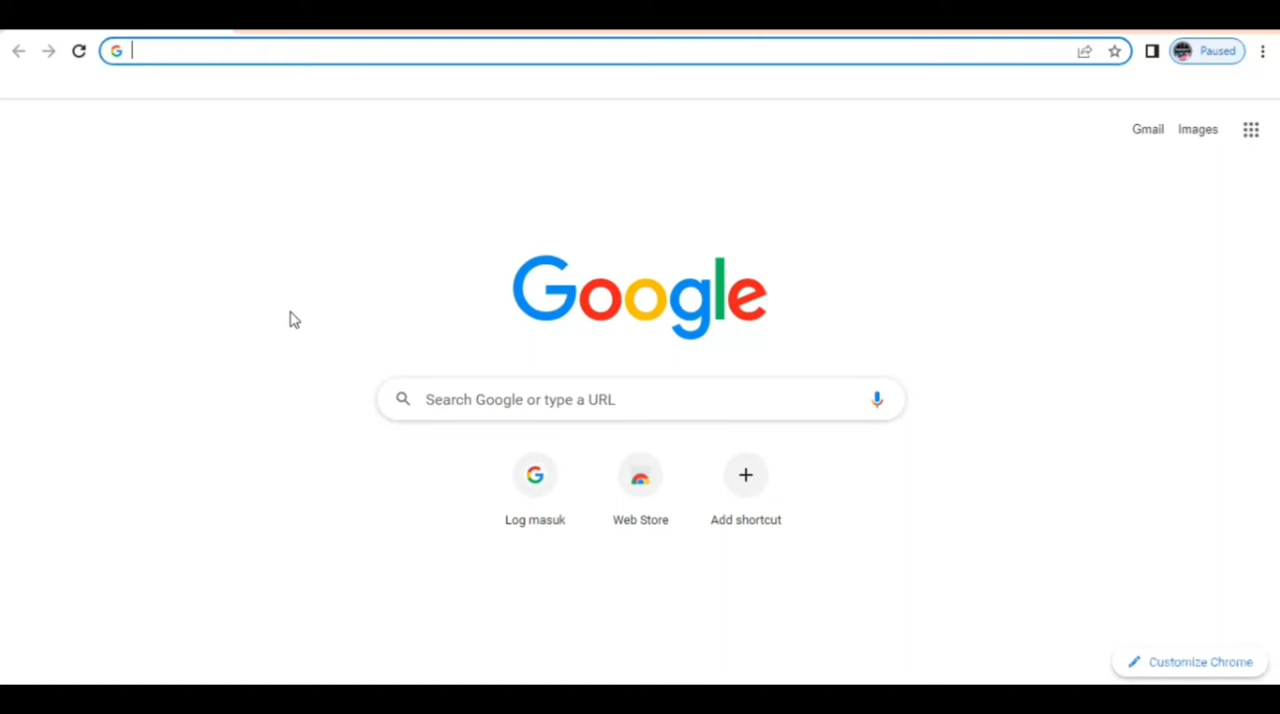 Paused
Gmail Images
Google
Search Google or type a URL
Log masuk Web Store Add shortcut
Customize Chrome